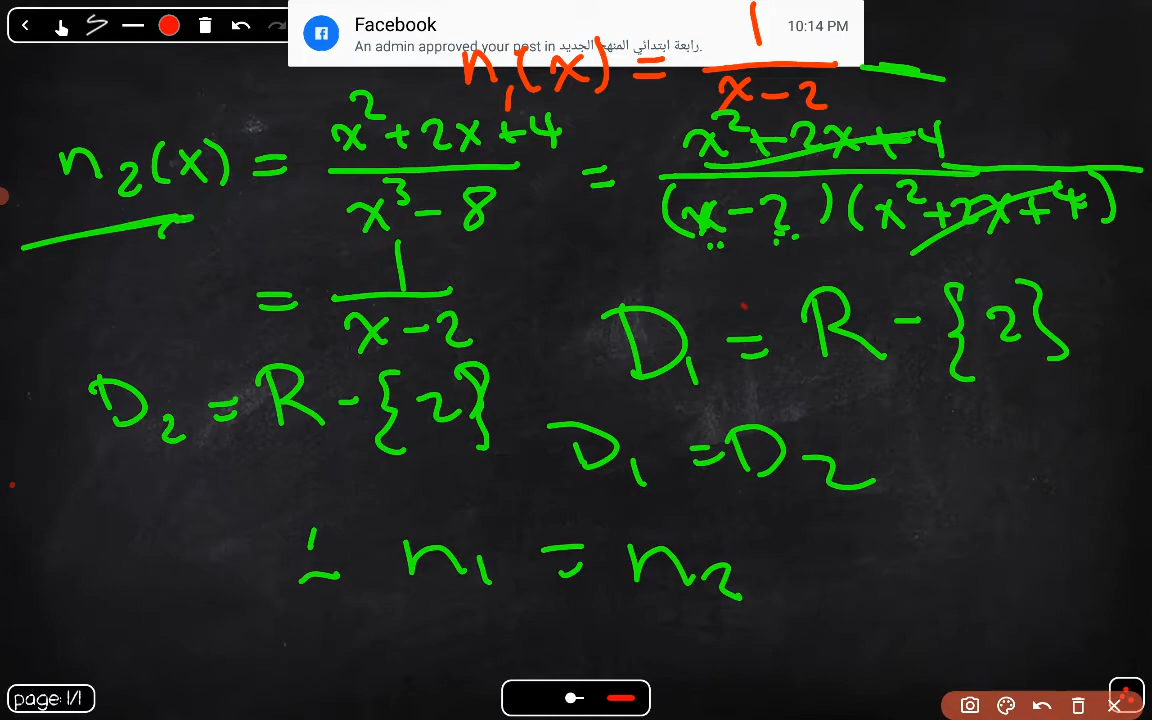 Facebook
10:14 PM
An admin approved your post in رابعة ابتدائي المنهج الجديد.
n₁(x) = 1/(x-2)
n₂(x) = (x²+2x+4)/(x³-8) = (x²+2x+4)/((x-2)(x²+2x+4))
= 1/(x-2)
D₁ = R - {2}
D₂ = R - {2}
D₁ = D₂
∴ n₁ = n₂
page: 1/1